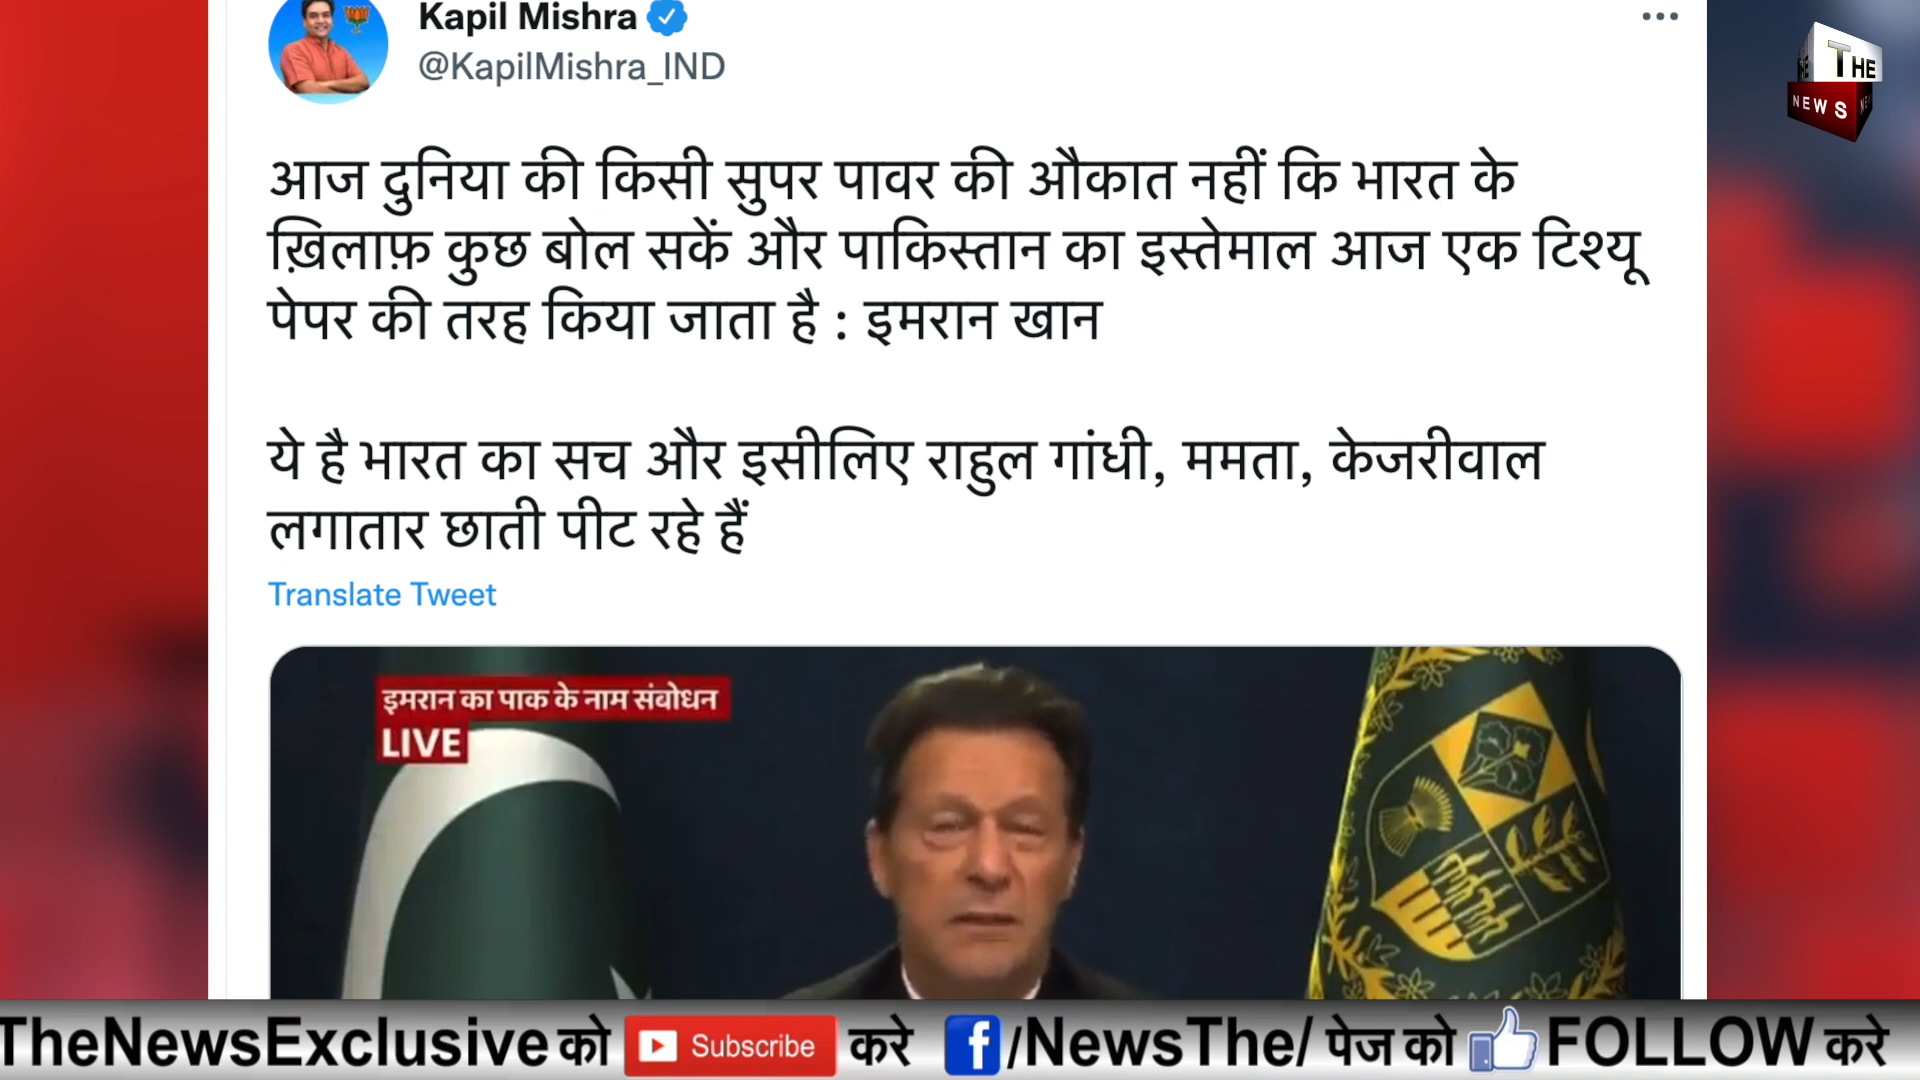 Kapil Mishra
@KapilMishra_IND
THE
NEWS
आज दुनिया की किसी सुपर पावर की औकात नहीं कि भारत के
ख़िलाफ़ कुछ बोल सकें और पाकिस्तान का इस्तेमाल आज एक टिश्यू
पेपर की तरह किया जाता है : इमरान खान
ये है भारत का सच और इसीलिए राहुल गांधी, ममता, केजरीवाल
लगातार छाती पीट रहे हैं
Translate Tweet
इमरान का पाक के नाम संबोधन
LIVE
TheNewsExclusive को Subscribe करे f/NewsThe/ पेज को FOLLOW करे